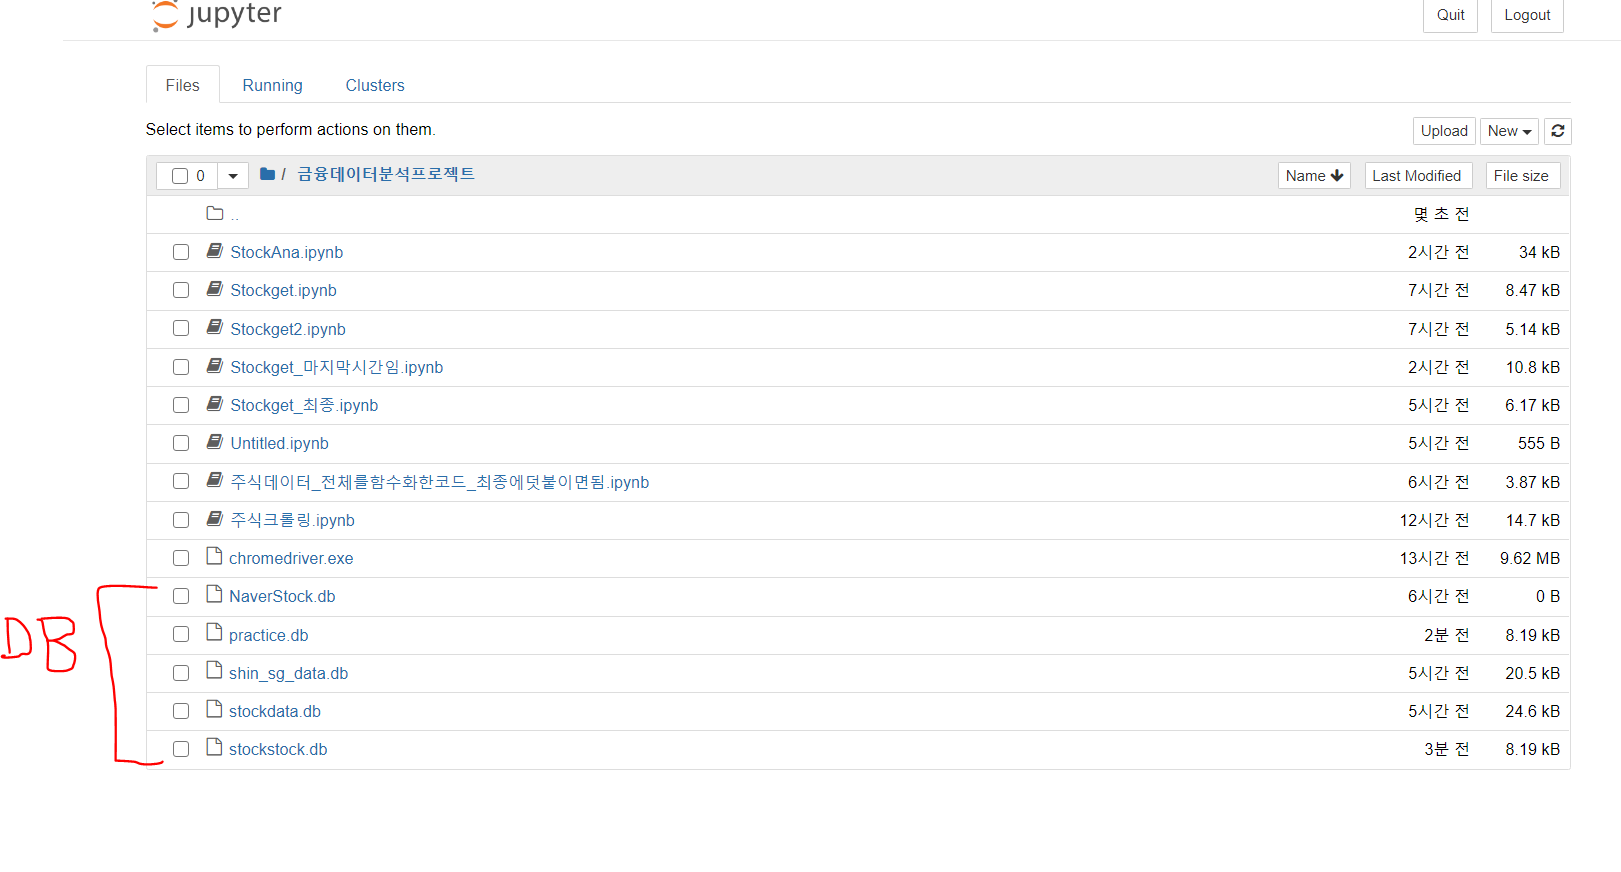 jupyter
Quit Logout
Files Running Clusters
Select items to perform actions on them.
Upload New
0 / 금융데이터분석프로젝트 Name Last Modified File size
.. 몇 초 전
StockAna.ipynb 2시간 전 34 kB
Stockget.ipynb 7시간 전 8.47 kB
Stockget2.ipynb 7시간 전 5.14 kB
Stockget_마지막시간임.ipynb 2시간 전 10.8 kB
Stockget_최종.ipynb 5시간 전 6.17 kB
Untitled.ipynb 5시간 전 555 B
주식데이터_전체를함수화한코드_최종에덧붙이면됨.ipynb 6시간 전 3.87 kB
주식크롤링.ipynb 12시간 전 14.7 kB
chromedriver.exe 13시간 전 9.62 MB
NaverStock.db 6시간 전 0 B
DB
practice.db 2분 전 8.19 kB
shin_sg_data.db 5시간 전 20.5 kB
stockdata.db 5시간 전 24.6 kB
stockstock.db 3분 전 8.19 kB